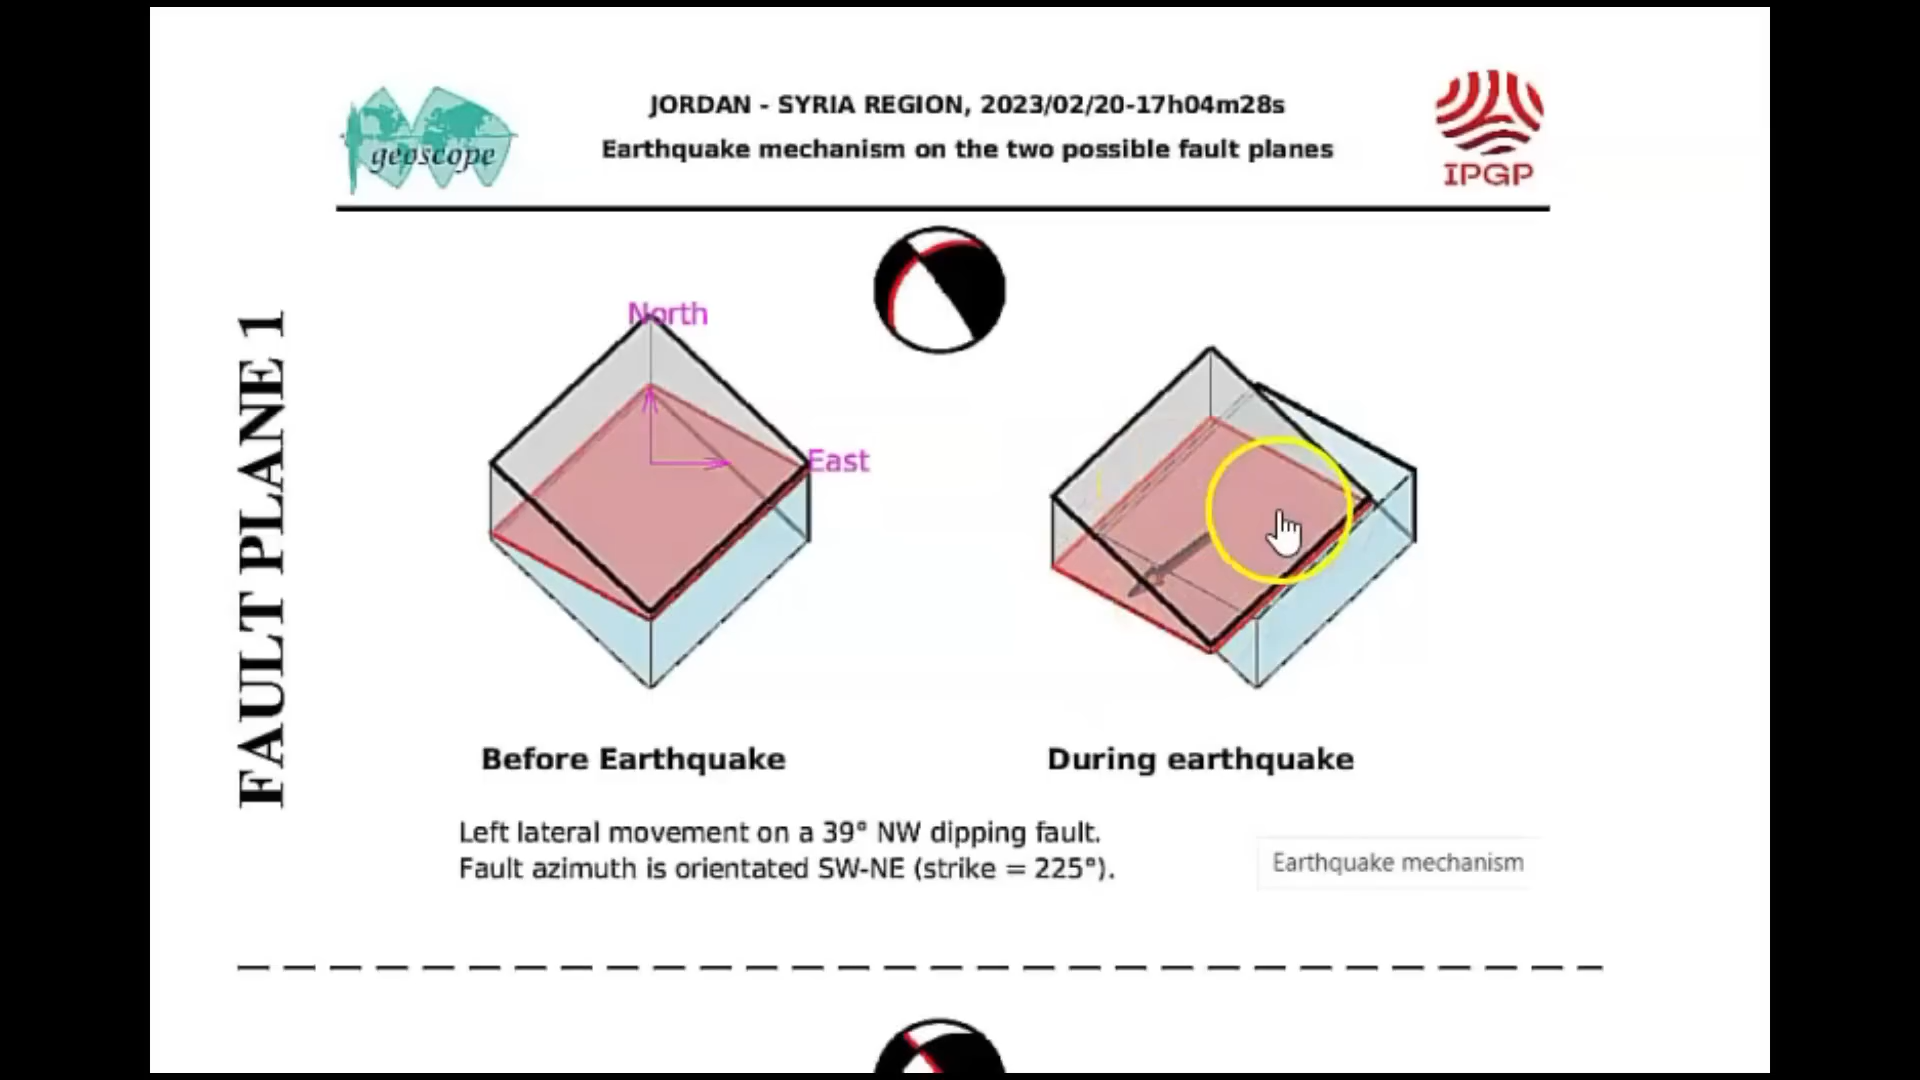 geoscope
JORDAN - SYRIA REGION, 2023/02/20-17h04m28s
Earthquake mechanism on the two possible fault planes
IPGP
FAULT PLANE 1
North
East
Before Earthquake
During earthquake
Left lateral movement on a 39° NW dipping fault.
Fault azimuth is orientated SW-NE (strike = 225°).
Earthquake mechanism